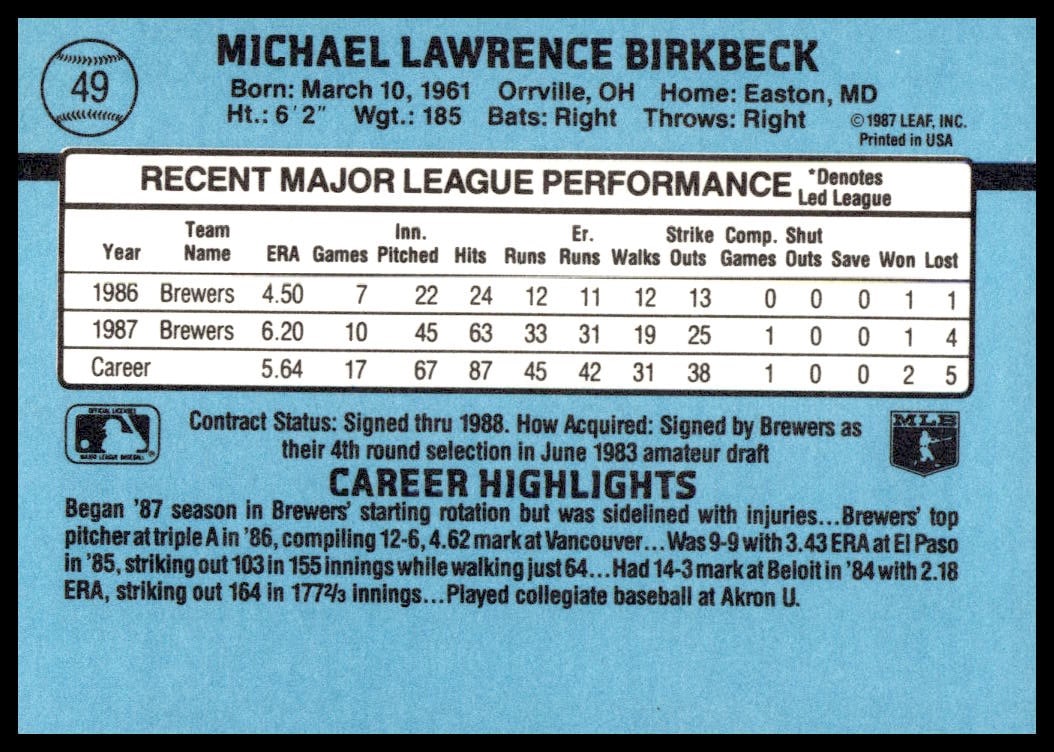 49
MICHAEL LAWRENCE BIRKBECK
Born: March 10, 1961 Orrville, OH Home: Easton, MD
Ht.: 6'2" Wgt.: 185 Bats: Right Throws: Right
©1987 LEAF, INC.
Printed in USA
RECENT MAJOR LEAGUE PERFORMANCE
*Denotes
Led League
Year Team Name ERA Games Inn. Pitched Hits Runs Er. Runs Walks Strike Outs Comp. Games Shut Outs Save Won Lost
1986 Brewers 4.50 7 22 24 12 11 12 13 0 0 0 1 1
1987 Brewers 6.20 10 45 63 33 31 19 25 1 0 0 1 4
Career 5.64 17 67 87 45 42 31 38 1 0 0 2 5
OFFICIAL LICENSEE
MAJOR LEAGUE BASEBALL
®
Contract Status: Signed thru 1988. How Acquired: Signed by Brewers as
their 4th round selection in June 1983 amateur draft
MLB
CAREER HIGHLIGHTS
Began '87 season in Brewers' starting rotation but was sidelined with injuries...Brewers' top
pitcher at triple A in '86, compiling 12-6, 4.62 mark at Vancouver...Was 9-9 with 3.43 ERA at El Paso
in '85, striking out 103 in 155 innings while walking just 64...Had 14-3 mark at Beloit in '84 with 2.18
ERA, striking out 164 in 177 2/3 innings...Played collegiate baseball at Akron U.